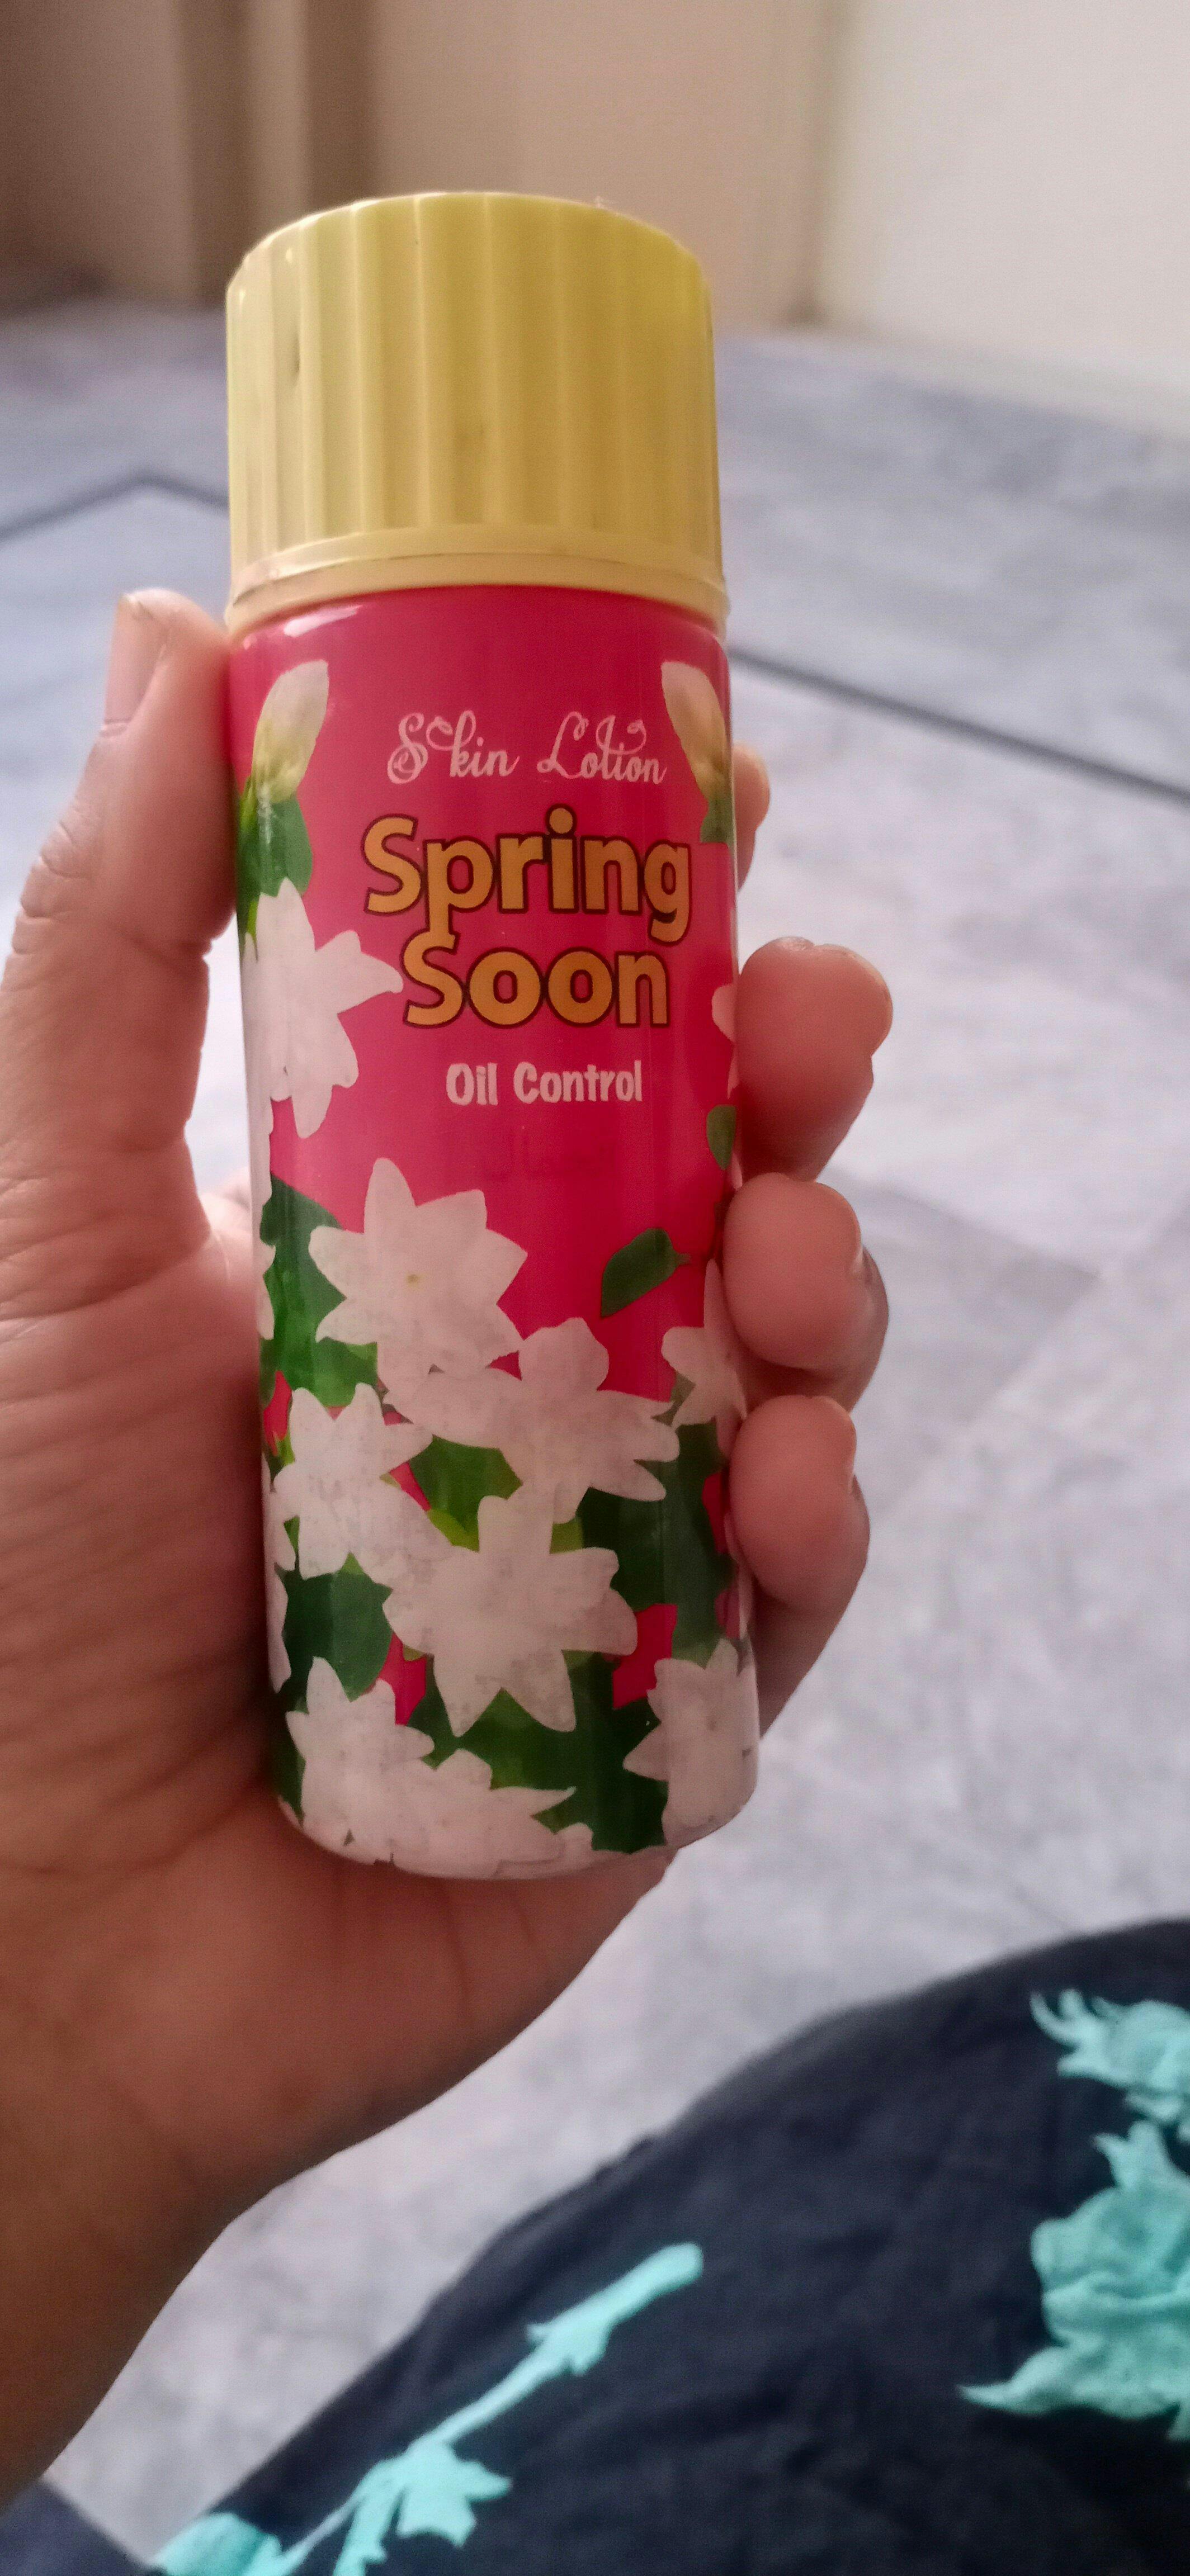 Skin Lotion
Spring
Soon
Oil Control